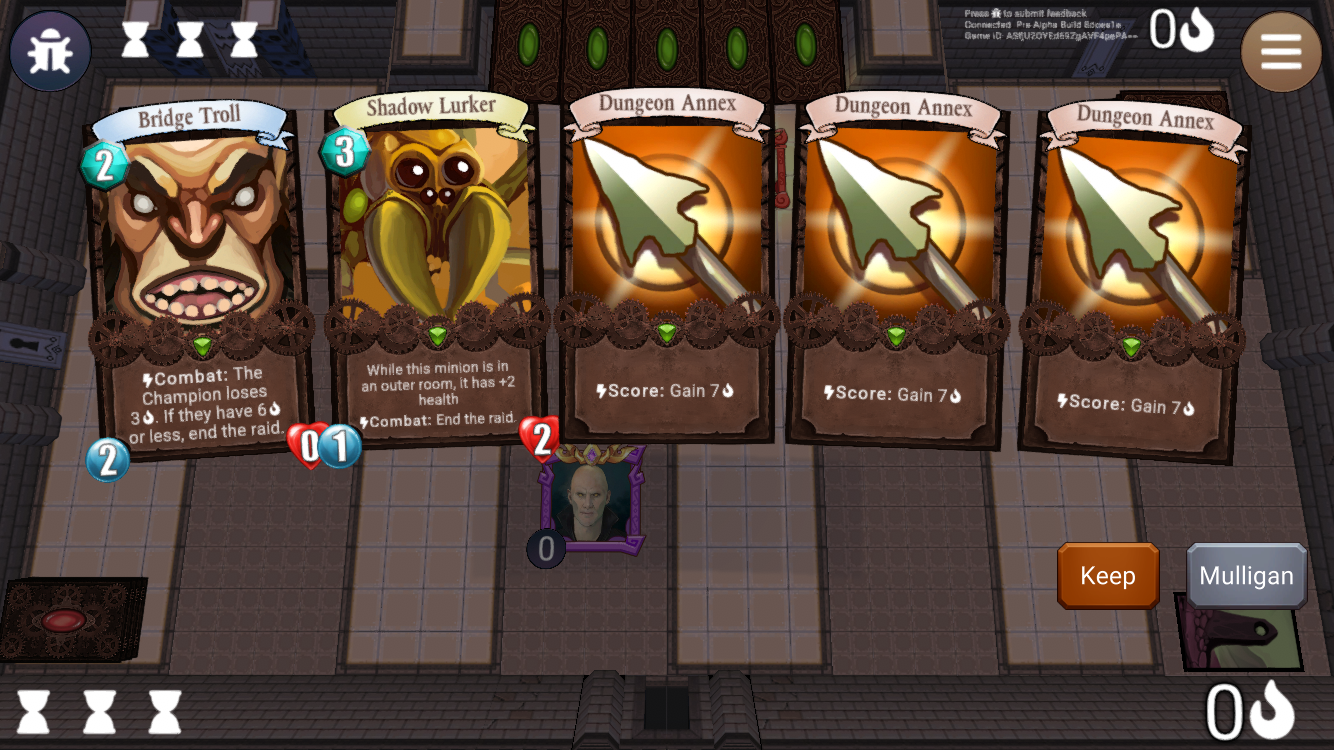 Press to submit feedback
Connected Pre Alpha Build
Game ID:
0
Bridge Troll
2
Combat: The
Champion loses
3. If they have 6
or less, end the raid.
2
0
Shadow Lurker
3
While this minion is in
an outer room, it has +2
health
Combat: End the raid.
1
2
Dungeon Annex
Score: Gain 7
Dungeon Annex
Score: Gain 7
Dungeon Annex
Score: Gain 7
0
Keep
Mulligan
0